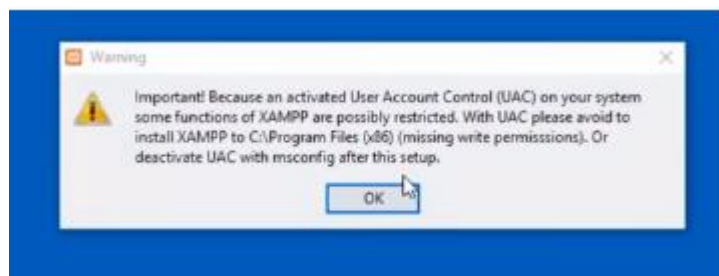 Warning
Important! Because an activated User Account Control (UAC) on your system
some functions of XAMPP are possibly restricted. With UAC please avoid to
install XAMPP to C:\Program Files (x86) (missing write permisssions). Or
deactivate UAC with msconfig after this setup.
OK